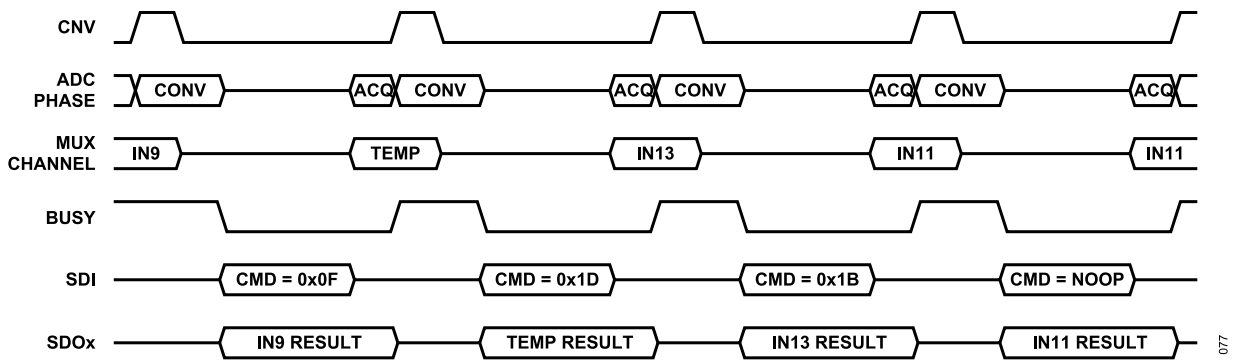 CNV
ADC
PHASE
CONV
ACQ
CONV
ACQ
CONV
ACQ
CONV
ACQ
MUX
CHANNEL
IN9
TEMP
IN13
IN11
IN11
BUSY
SDI
CMD = 0x0F
CMD = 0x1D
CMD = 0x1B
CMD = NOOP
SDOx
IN9 RESULT
TEMP RESULT
IN13 RESULT
IN11 RESULT
077